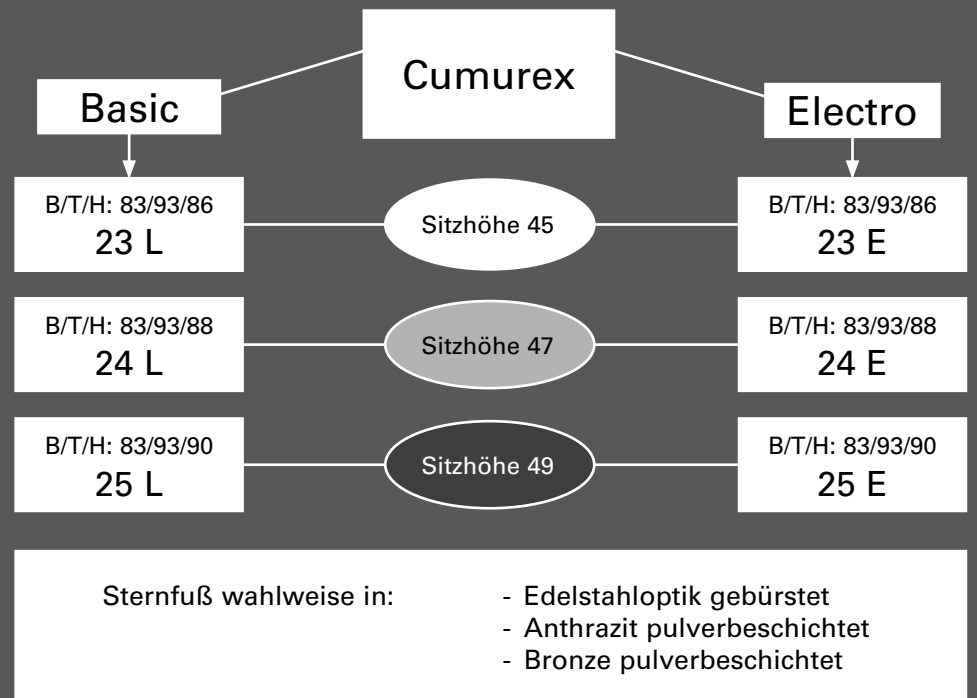 Cumurex
Basic
Electro
B/T/H: 83/93/86
23 L
Sitzhöhe 45
B/T/H: 83/93/86
23 E
B/T/H: 83/93/88
24 L
Sitzhöhe 47
B/T/H: 83/93/88
24 E
B/T/H: 83/93/90
25 L
Sitzhöhe 49
B/T/H: 83/93/90
25 E
Sternfuß wahlweise in:
- Edelstahloptik gebürstet
- Anthrazit pulverbeschichtet
- Bronze pulverbeschichtet